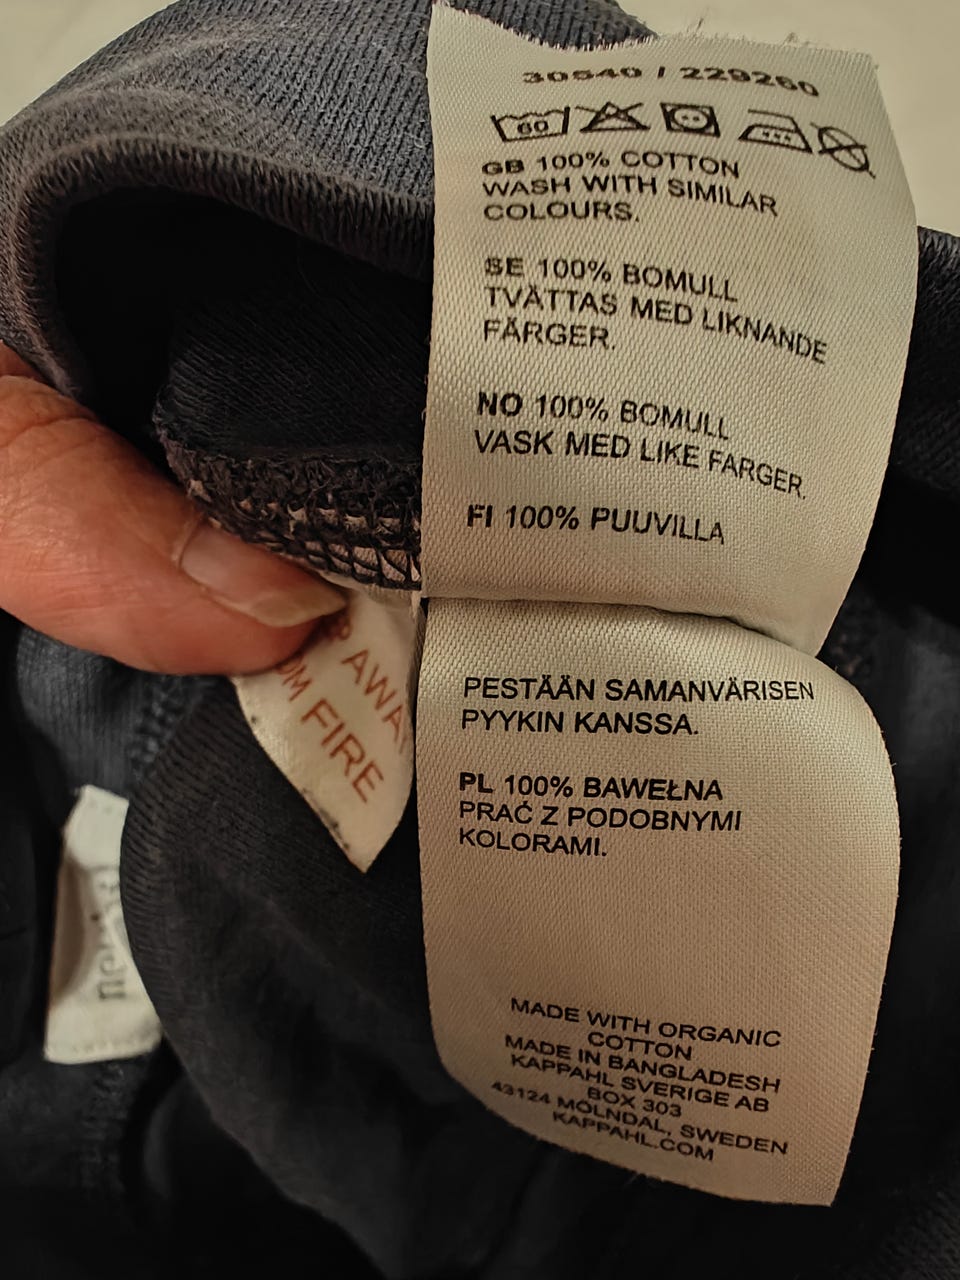 30540 / 229260
60
GB 100% COTTON
WASH WITH SIMILAR
COLOURS.
SE 100% BOMULL
TVÄTTAS MED LIKNANDE
FÄRGER.
NO 100% BOMULL
VASK MED LIKE FARGER.
FI 100% PUUVILLA
PESTÄÄN SAMANVÄRISEN
PYYKIN KANSSA.
PL 100% BAWEŁNA
PRAĆ Z PODOBNYMI
KOLORAMI.
MADE WITH ORGANIC
COTTON
MADE IN BANGLADESH
KAPPAHL SVERIGE AB
BOX 303
43124 MÖLNDAL, SWEDEN
KAPPAHL.COM
AWAY
FIRE